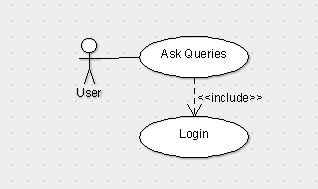 Ask Queries
User
<<include>>
Login